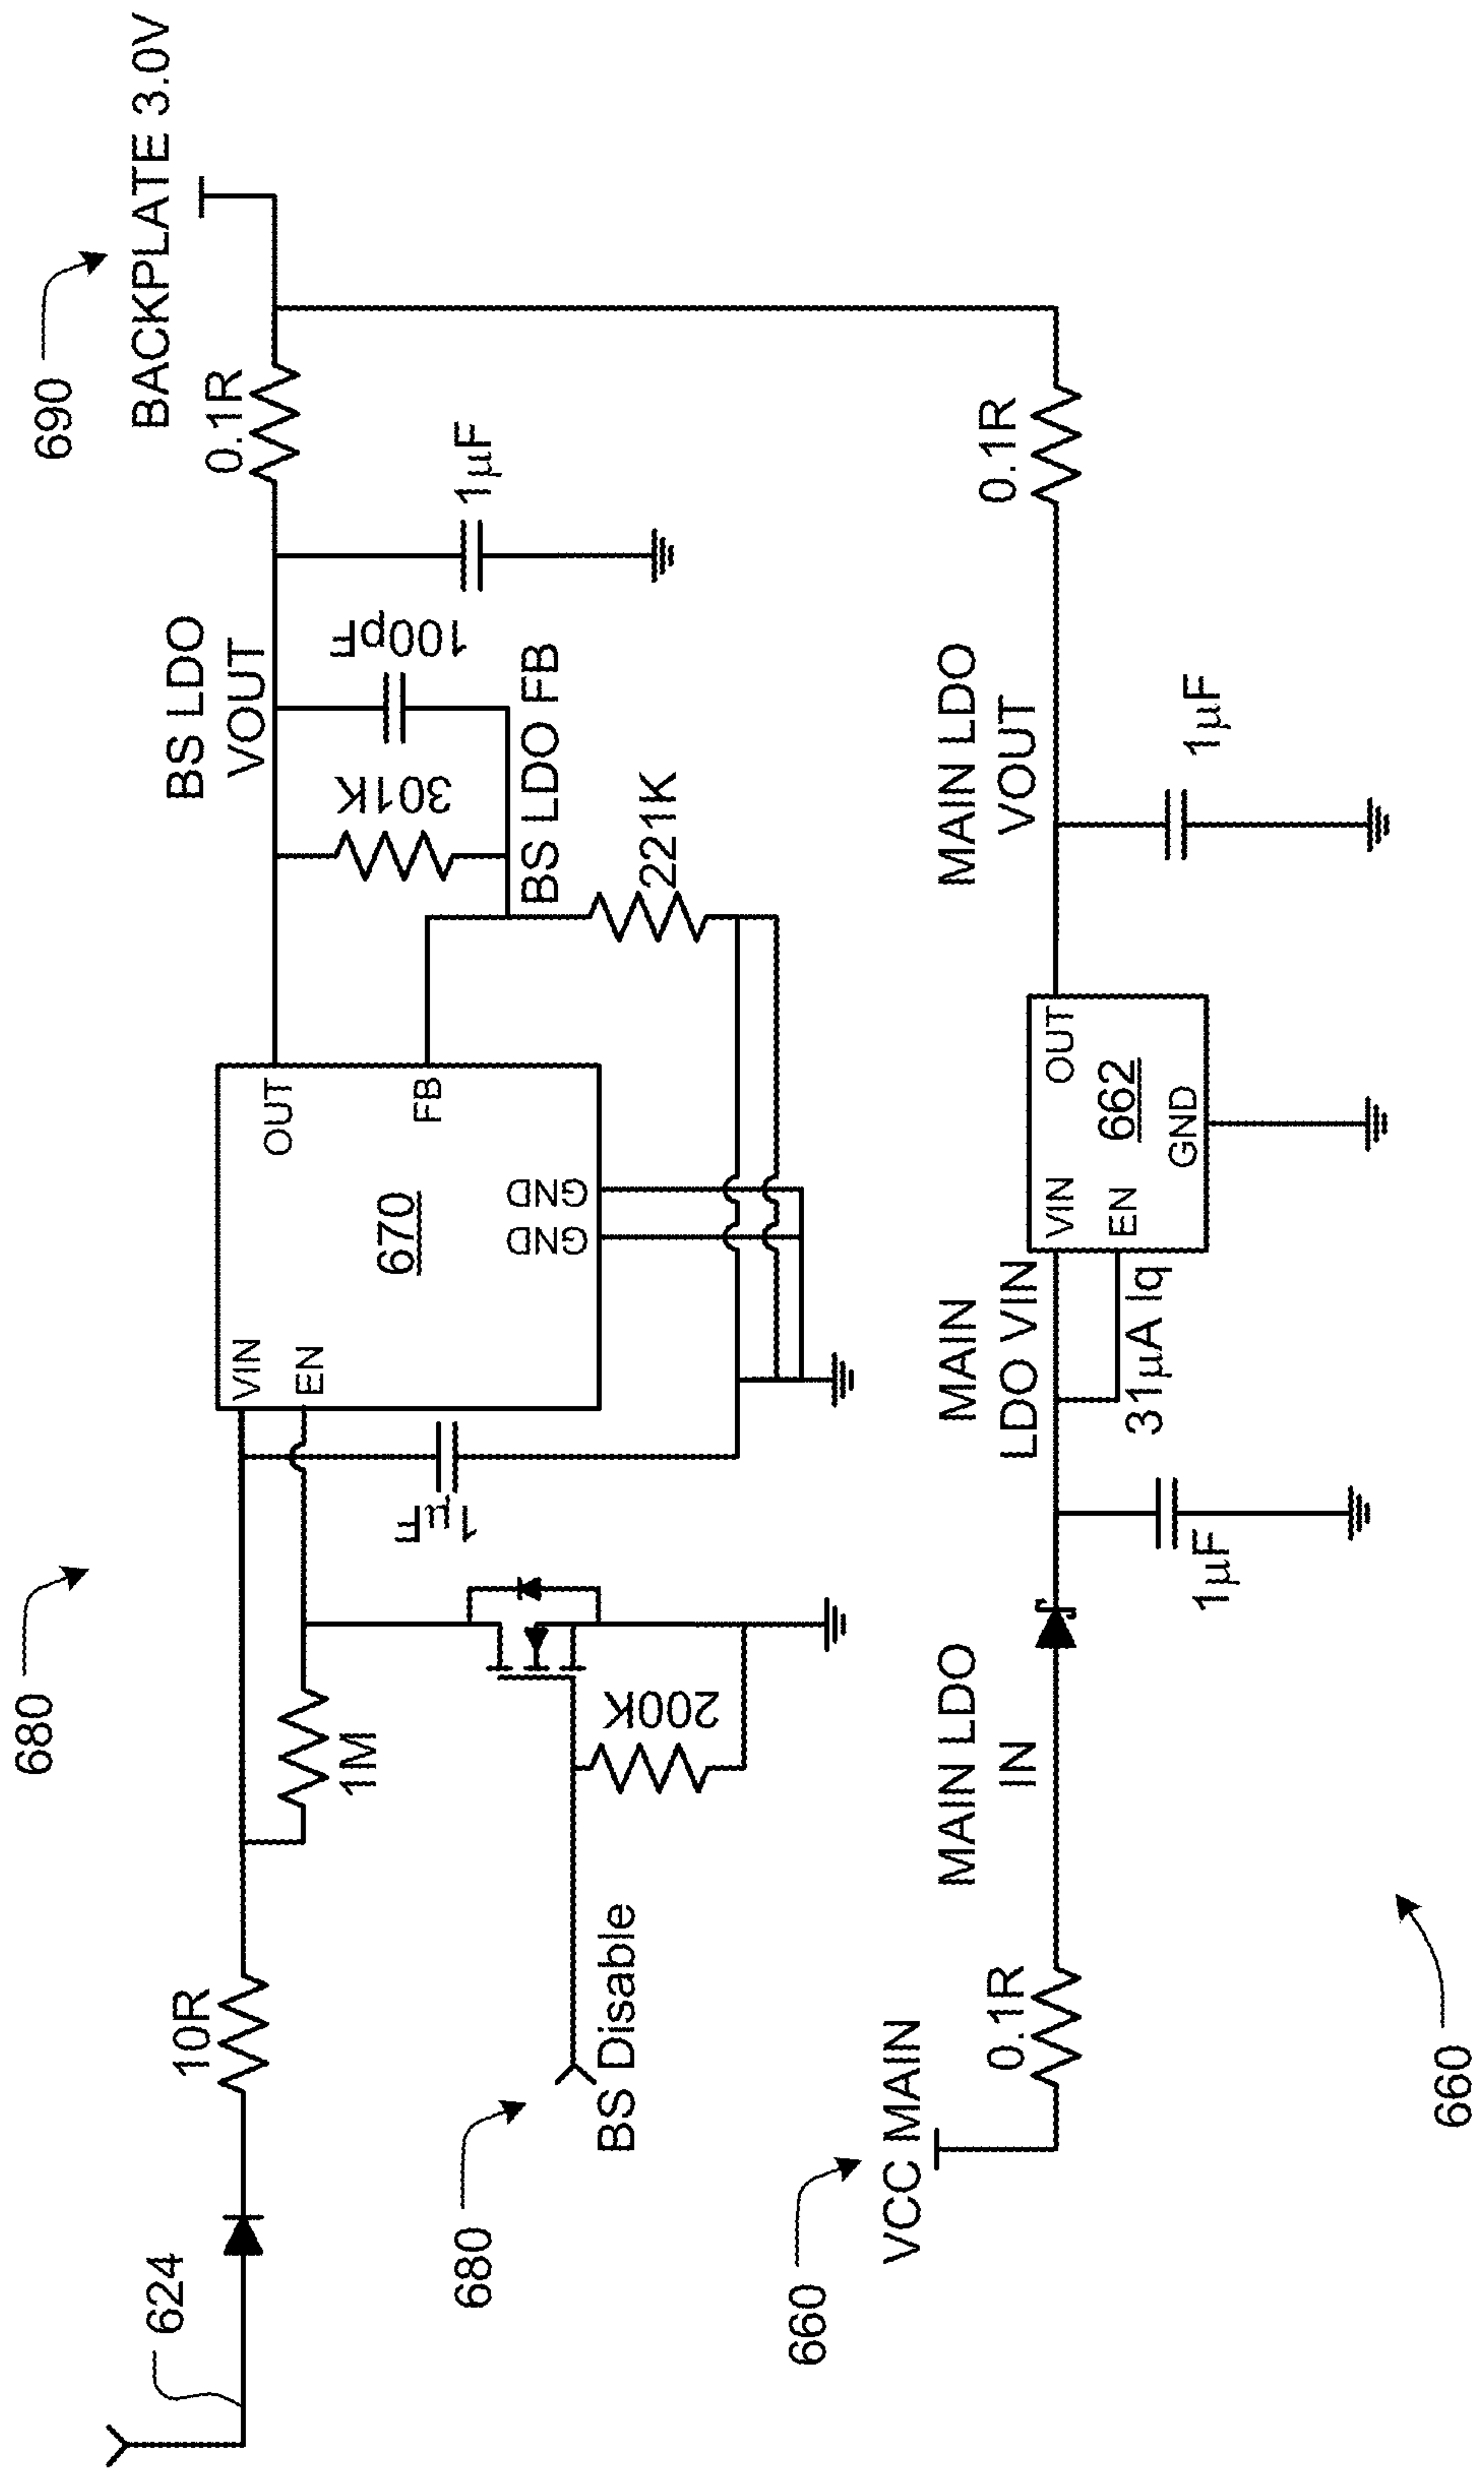 680
690
BACKPLATE 3.0V
624
10R
1M
VIN
EN
670
OUT
FB
GND
GND
1µF
BS LDO
VOUT
301K
100pF
BS LDO FB
221K
0.1R
1µF
680
BS Disable
200K
660
VCC MAIN
0.1R
MAIN LDO
IN
1µF
MAIN
LDO VIN
31µA Iq
VIN
EN
662
OUT
GND
MAIN LDO
VOUT
1µF
0.1R
660